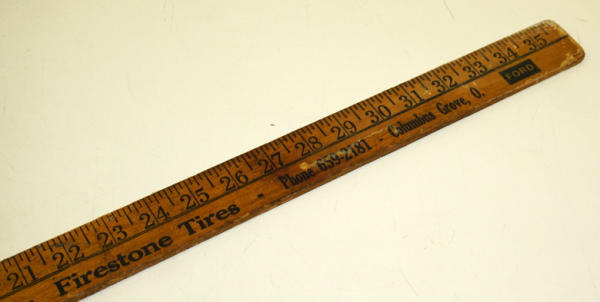 21 22 23 24 25 26 27 28 29 30 31 32 33 34 35
Firestone Tires - Phone 659-2181 - Columbus Grove, O. FORD